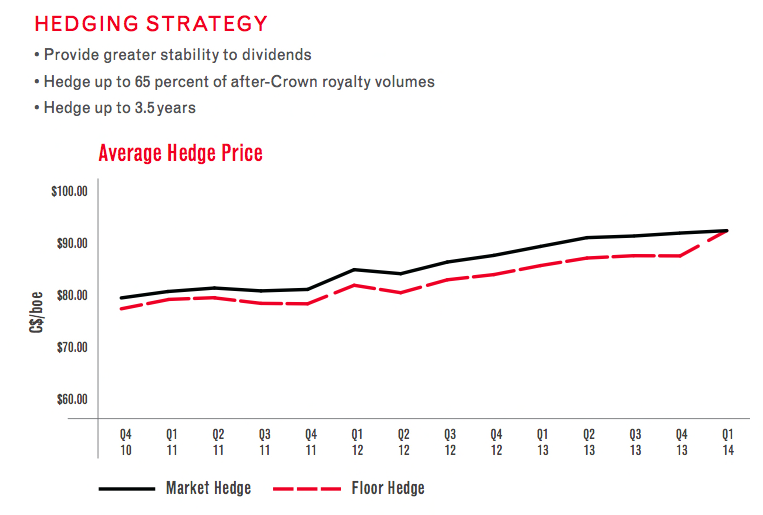 HEDGING STRATEGY
• Provide greater stability to dividends
• Hedge up to 65 percent of after-Crown royalty volumes
• Hedge up to 3.5 years
Average Hedge Price
$100.00
$90.00
$80.00
$70.00
$60.00
C$/boe
Q4 Q1 Q2 Q3 Q4 Q1 Q2 Q3 Q4 Q1 Q2 Q3 Q4 Q1
10 11 11 11 11 12 12 12 12 13 13 13 13 14
Market Hedge Floor Hedge